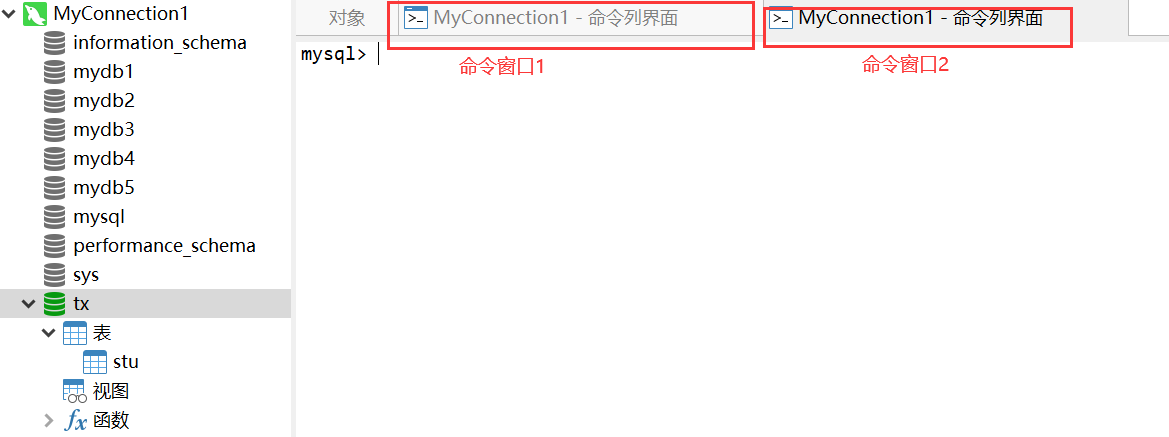 MyConnection1
information_schema
mydb1
mydb2
mydb3
mydb4
mydb5
mysql
performance_schema
sys
tx
表
stu
视图
fx 函数
对象
>_ MyConnection1 - 命令列界面
>_ MyConnection1 - 命令列界面
mysql>
命令窗口1
命令窗口2